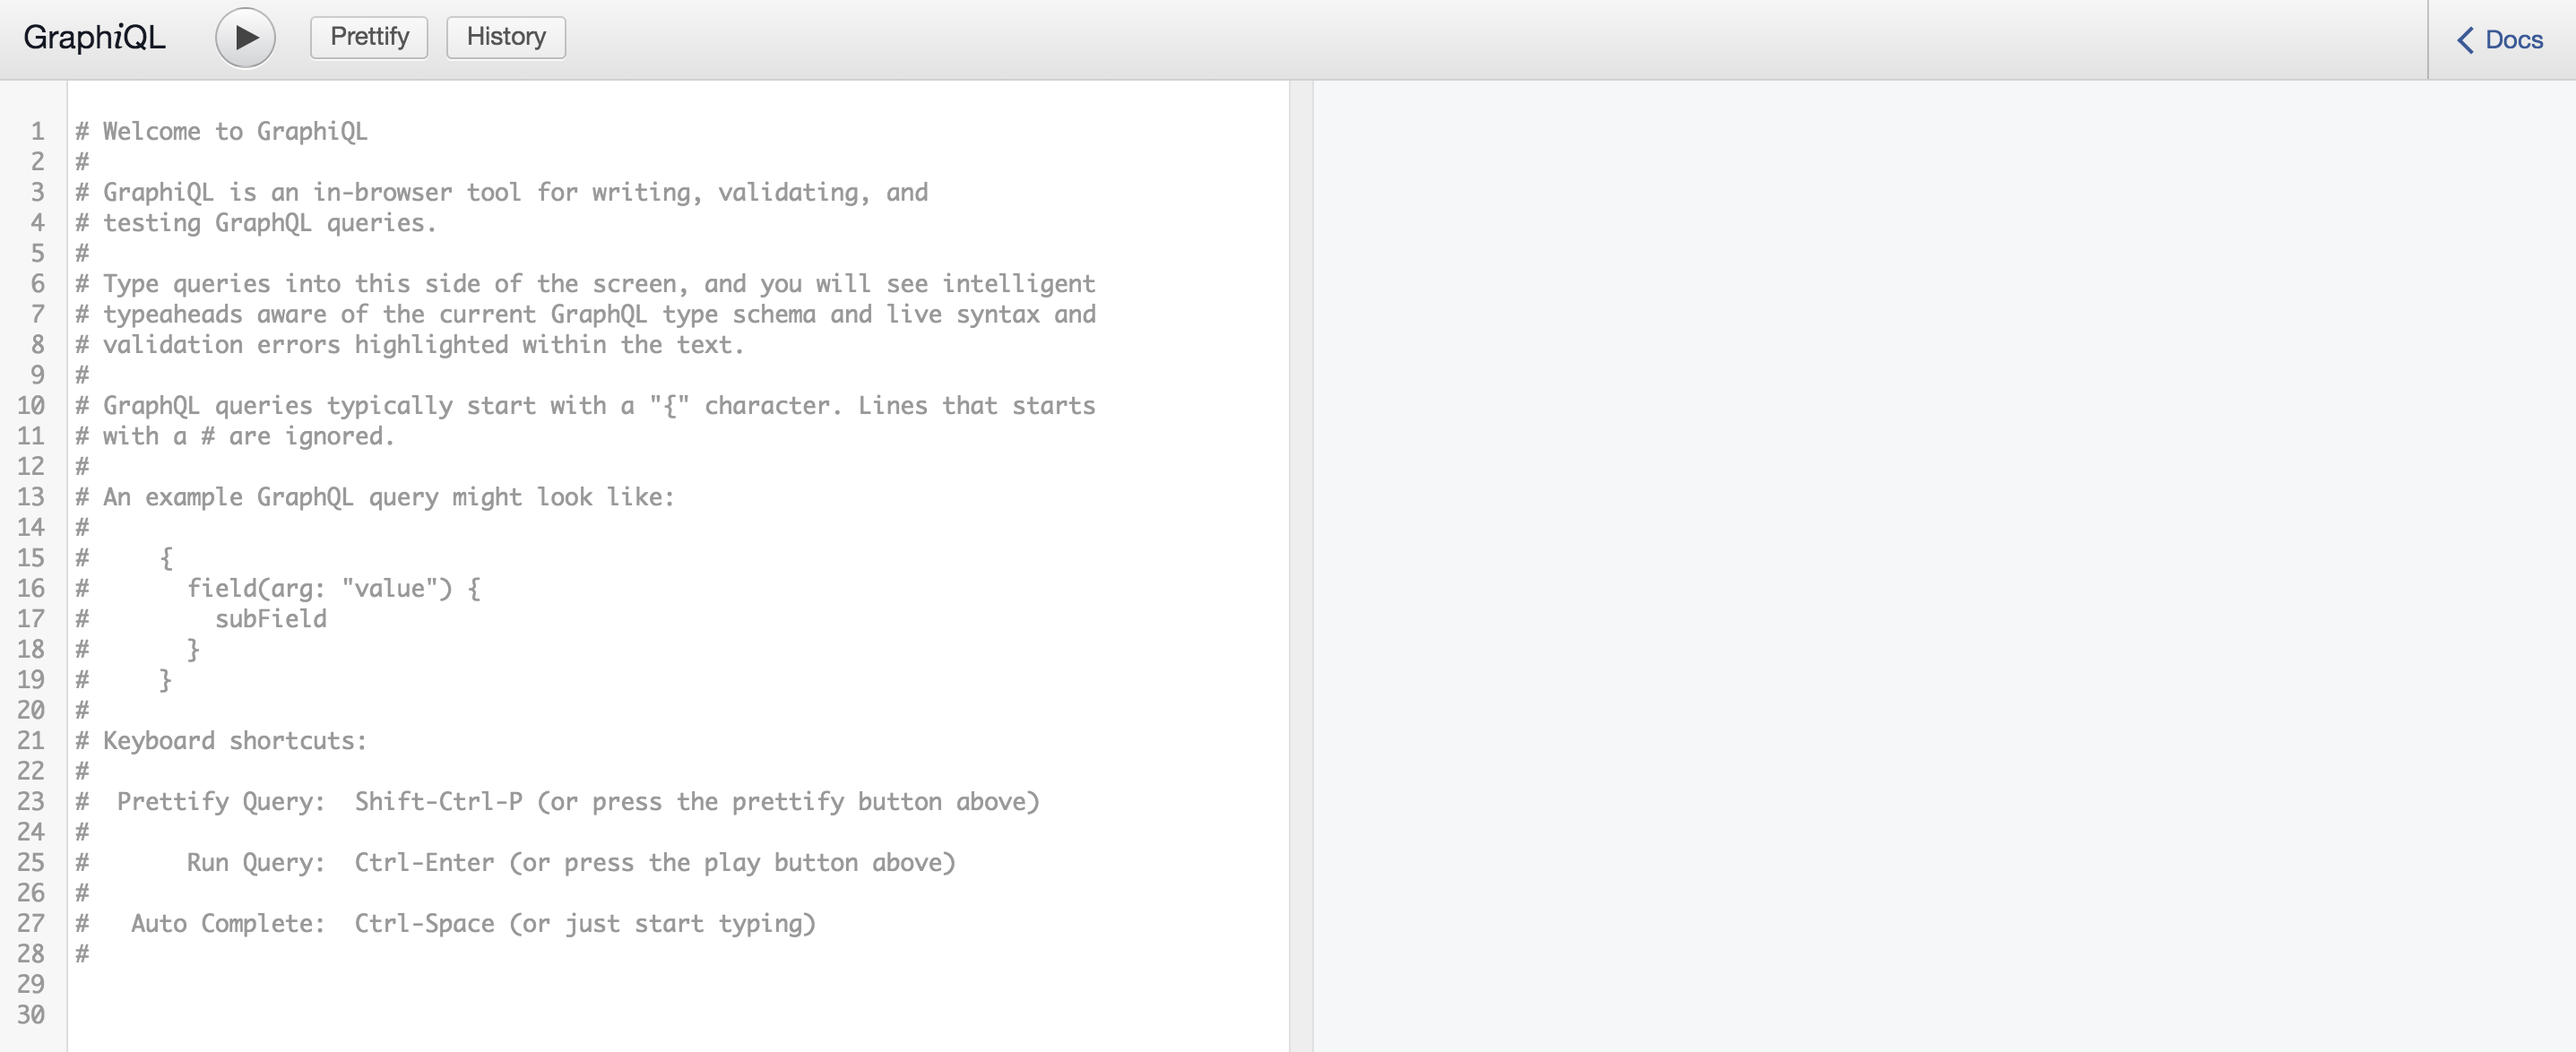 GraphiQL Prettify History Docs
1 # Welcome to GraphiQL
2 #
3 # GraphiQL is an in-browser tool for writing, validating, and
4 # testing GraphQL queries.
5 #
6 # Type queries into this side of the screen, and you will see intelligent
7 # typeaheads aware of the current GraphQL type schema and live syntax and
8 # validation errors highlighted within the text.
9 #
10 # GraphQL queries typically start with a "{" character. Lines that starts
11 # with a # are ignored.
12 #
13 # An example GraphQL query might look like:
14 #
15 #     {
16 #       field(arg: "value") {
17 #         subField
18 #       }
19 #     }
20 #
21 # Keyboard shortcuts:
22 #
23 #  Prettify Query:  Shift-Ctrl-P (or press the prettify button above)
24 #
25 #       Run Query:  Ctrl-Enter (or press the play button above)
26 #
27 #   Auto Complete:  Ctrl-Space (or just start typing)
28 #
29
30